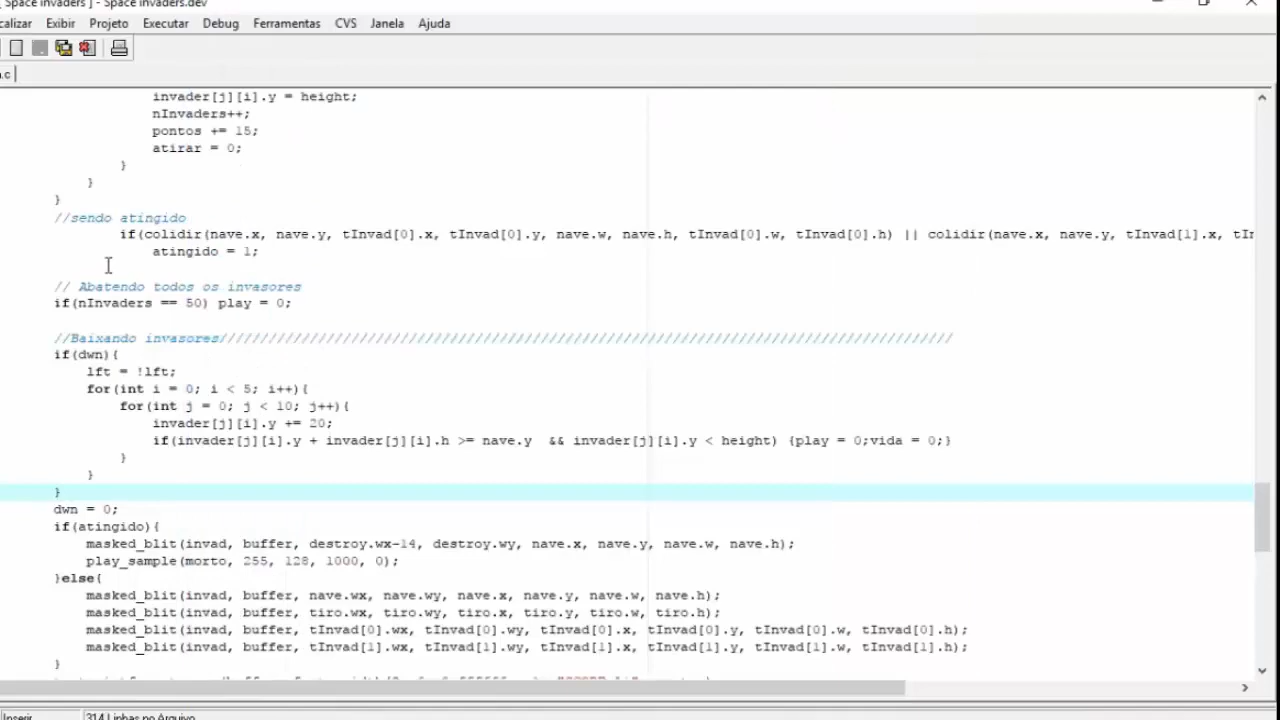 Space invaders ] - Space invaders.dev
calizar Exibir Projeto Executar Debug Ferramentas CVS Janela Ajuda
.c
invader[j][i].y = height;
nInvaders++;
pontos += 15;
atirar = 0;
}
}
}
//sendo atingido
if(colidir(nave.x, nave.y, tInvad[0].x, tInvad[0].y, nave.w, nave.h, tInvad[0].w, tInvad[0].h) || colidir(nave.x, nave.y, tInvad[1].x, tIn
atingido = 1;
// Abatendo todos os invasores
if(nInvaders == 50) play = 0;
//Baixando invasores/////////////////////////////////////////////////////////////////////////////////////////
if(dwn){
lft = !lft;
for(int i = 0; i < 5; i++){
for(int j = 0; j < 10; j++){
invader[j][i].y += 20;
if(invader[j][i].y + invader[j][i].h >= nave.y  && invader[j][i].y < height) {play = 0;vida = 0;}
}
}
}
dwn = 0;
if(atingido){
masked_blit(invad, buffer, destroy.wx-14, destroy.wy, nave.x, nave.y, nave.w, nave.h);
play_sample(morto, 255, 128, 1000, 0);
}else{
masked_blit(invad, buffer, nave.wx, nave.wy, nave.x, nave.y, nave.w, nave.h);
masked_blit(invad, buffer, tiro.wx, tiro.wy, tiro.x, tiro.y, tiro.w, tiro.h);
masked_blit(invad, buffer, tInvad[0].wx, tInvad[0].wy, tInvad[0].x, tInvad[0].y, tInvad[0].w, tInvad[0].h);
masked_blit(invad, buffer, tInvad[1].wx, tInvad[1].wy, tInvad[1].x, tInvad[1].y, tInvad[1].w, tInvad[1].h);
}
Inserir 314 Linhas no Arquivo